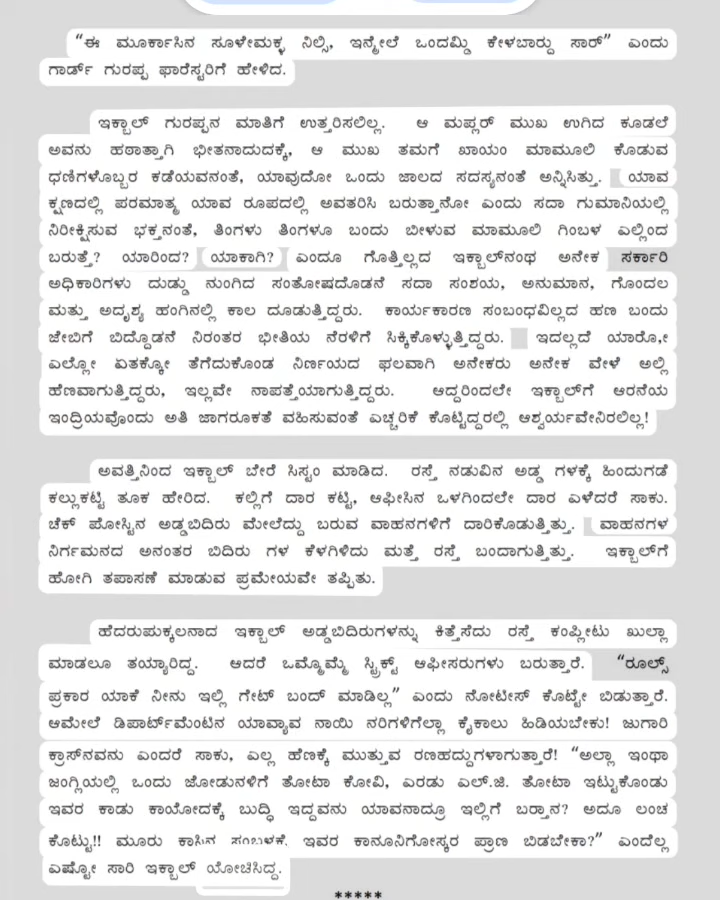 “ಈ ಮೂರ್ಕಾಸಿನ ಸೂಳೇಮಕ್ಳ ನಿಲ್ಸಿ, ಇನ್ಮೇಲೆ ಒಂದಮ್ಡಿ ಕೇಳಬಾರ್ದು ಸಾರ್” ಎಂದು
ಗಾರ್ಡ್ ಗುರಪ್ಪ ಫಾರೆಸ್ಟರಿಗೆ ಹೇಳಿದ.
ಇಕ್ಬಾಲ್ ಗುರಪ್ಪನ ಮಾತಿಗೆ ಉತ್ತರಿಸಲಿಲ್ಲ. ಆ ಮಪ್ಲರ್ ಮುಖ ಉಗಿದ ಕೂಡಲೆ
ಅವನು ಹಠಾತ್ತಾಗಿ ಭೀತನಾದುದಕ್ಕೆ, ಆ ಮುಖ ತಮಗೆ ಖಾಯಂ ಮಾಮೂಲಿ ಕೊಡುವ
ಧಣಿಗಳೊಬ್ಬರ ಕಡೆಯವನಂತೆ, ಯಾವುದೋ ಒಂದು ಜಾಲದ ಸದಸ್ಯನಂತೆ ಅನ್ನಿಸಿತ್ತು. ಯಾವ
ಕ್ಷಣದಲ್ಲಿ ಪರಮಾತ್ಮ ಯಾವ ರೂಪದಲ್ಲಿ ಅವತರಿಸಿ ಬರುತ್ತಾನೋ ಎಂದು ಸದಾ ಗುಮಾನಿಯಲ್ಲಿ
ನಿರೀಕ್ಷಿಸುವ ಭಕ್ತನಂತೆ, ತಿಂಗಳು ತಿಂಗಳೂ ಬಂದು ಬೀಳುವ ಮಾಮೂಲಿ ಗಿಂಬಳ ಎಲ್ಲಿಂದ
ಬರುತ್ತೆ? ಯಾರಿಂದ? ಯಾಕಾಗಿ? ಎಂದೂ ಗೊತ್ತಿಲ್ಲದ ಇಕ್ಬಾಲ್‌ನಂಥ ಅನೇಕ ಸರ್ಕಾರಿ
ಅಧಿಕಾರಿಗಳು ದುಡ್ಡು ನುಂಗಿದ ಸಂತೋಷದೊಡನೆ ಸದಾ ಸಂಶಯ, ಅನುಮಾನ, ಗೊಂದಲ
ಮತ್ತು ಅದೃಶ್ಯ ಹಂಗಿನಲ್ಲಿ ಕಾಲ ದೂಡುತ್ತಿದ್ದರು. ಕಾರ್ಯಕಾರಣ ಸಂಬಂಧವಿಲ್ಲದ ಹಣ ಬಂದು
ಜೇಬಿಗೆ ಬಿದ್ದೊಡನೆ ನಿರಂತರ ಭೀತಿಯ ನೆರಳಿಗೆ ಸಿಕ್ಕಿಕೊಳ್ಳುತ್ತಿದ್ದರು. ಇದಲ್ಲದೆ ಯಾರೊ,ೀ
ಎಲ್ಲೋ ಏತಕ್ಕೋ ತೆಗೆದುಕೊಂಡ ನಿರ್ಣಯದ ಫಲವಾಗಿ ಅನೇಕರು ಅನೇಕ ವೇಳೆ ಅಲ್ಲಿ
ಹೆಣವಾಗುತ್ತಿದ್ದರು, ಇಲ್ಲವೇ ನಾಪತ್ತೆಯಾಗುತ್ತಿದ್ದರು. ಆದ್ದರಿಂದಲೇ ಇಕ್ಬಾಲ್‌ಗೆ ಆರನೆಯ
ಇಂದ್ರಿಯವೊಂದು ಅತಿ ಜಾಗರೂಕತೆ ವಹಿಸುವಂತೆ ಎಚ್ಚರಿಕೆ ಕೊಟ್ಟಿದ್ದರಲ್ಲಿ ಆಶ್ಚರ್ಯವೇನಿರಲಿಲ್ಲ!
ಅವತ್ತಿನಿಂದ ಇಕ್ಬಾಲ್ ಬೇರೆ ಸಿಸ್ಟಂ ಮಾಡಿದ. ರಸ್ತೆ ನಡುವಿನ ಅಡ್ಡ ಗಳಕ್ಕೆ ಹಿಂದುಗಡೆ
ಕಲ್ಲುಕಟ್ಟಿ ತೂಕ ಹೇರಿದ. ಕಲ್ಲಿಗೆ ದಾರ ಕಟ್ಟಿ, ಆಫೀಸಿನ ಒಳಗಿಂದಲೇ ದಾರ ಎಳೆದರೆ ಸಾಕು.
ಚೆಕ್ ಪೋಸ್ಟಿನ ಅಡ್ಡಬಿದಿರು ಮೇಲೆದ್ದು ಬರುವ ವಾಹನಗಳಿಗೆ ದಾರಿಕೊಡುತ್ತಿತ್ತು. ವಾಹನಗಳ
ನಿರ್ಗಮನದ ಅನಂತರ ಬಿದಿರು ಗಳ ಕೆಳಗಿಳಿದು ಮತ್ತೆ ರಸ್ತೆ ಬಂದಾಗುತ್ತಿತ್ತು. ಇಕ್ಬಾಲ್‌ಗೆ
ಹೋಗಿ ತಪಾಸಣೆ ಮಾಡುವ ಪ್ರಮೇಯವೇ ತಪ್ಪಿತು.
ಹೆದರುಪುಕ್ಕಲನಾದ ಇಕ್ಬಾಲ್ ಅಡ್ಡಬಿದಿರುಗಳನ್ನು ಕಿತ್ತೆಸೆದು ರಸ್ತೆ ಕಂಪ್ಲೀಟು ಖುಲ್ಲಾ
ಮಾಡಲೂ ತಯ್ಯಾರಿದ್ದ. ಆದರೆ ಒಮ್ಮೊಮ್ಮೆ ಸ್ಟ್ರಿಕ್ಟ್ ಆಫೀಸರುಗಳು ಬರುತ್ತಾರೆ. “ರೂಲ್ಸ್
ಪ್ರಕಾರ ಯಾಕೆ ನೀನು ಇಲ್ಲಿ ಗೇಟ್ ಬಂದ್ ಮಾಡಿಲ್ಲ” ಎಂದು ನೋಟೀಸ್ ಕೊಟ್ಟೇ ಬಿಡುತ್ತಾರೆ.
ಆಮೇಲೆ ಡಿಪಾರ್ಟ್‌ಮೆಂಟಿನ ಯಾವ್ಯಾವ ನಾಯಿ ನರಿಗಳಿಗೆಲ್ಲಾ ಕೈಕಾಲು ಹಿಡಿಯಬೇಕು! ಜುಗಾರಿ
ಕ್ರಾಸ್‌ನವನು ಎಂದರೆ ಸಾಕು, ಎಲ್ಲ ಹೆಣಕ್ಕೆ ಮುತ್ತುವ ರಣಹದ್ದುಗಳಾಗುತ್ತಾರೆ! “ಅಲ್ಲಾ ಇಂಥಾ
ಜಂಗ್ಲಿಯಲ್ಲಿ ಒಂದು ಜೋಡುನಳಿಗೆ ತೋಟಾ ಕೋವಿ, ಎರಡು ಎಲ್.ಜಿ. ತೋಟಾ ಇಟ್ಟುಕೊಂಡು
ಇವರ ಕಾಡು ಕಾಯೋದಕ್ಕೆ ಬುದ್ಧಿ ಇದ್ದವನು ಯಾವನಾದ್ರೂ ಇಲ್ಲಿಗೆ ಬರ್‍ತಾನ? ಅದೂ ಲಂಚ
ಕೊಟ್ಟು!! ಮೂರು ಕಾಸಿನ ಸಂಬಳಕ್ಕೆ, ಇವರ ಕಾನೂನಿಗೋಸ್ಕರ ಪ್ರಾಣ ಬಿಡಬೇಕಾ?” ಎಂದೆಲ್ಲ
ಎಷ್ಟೋ ಸಾರಿ ಇಕ್ಬಾಲ್ ಯೋಚಿಸಿದ್ದ.
*****